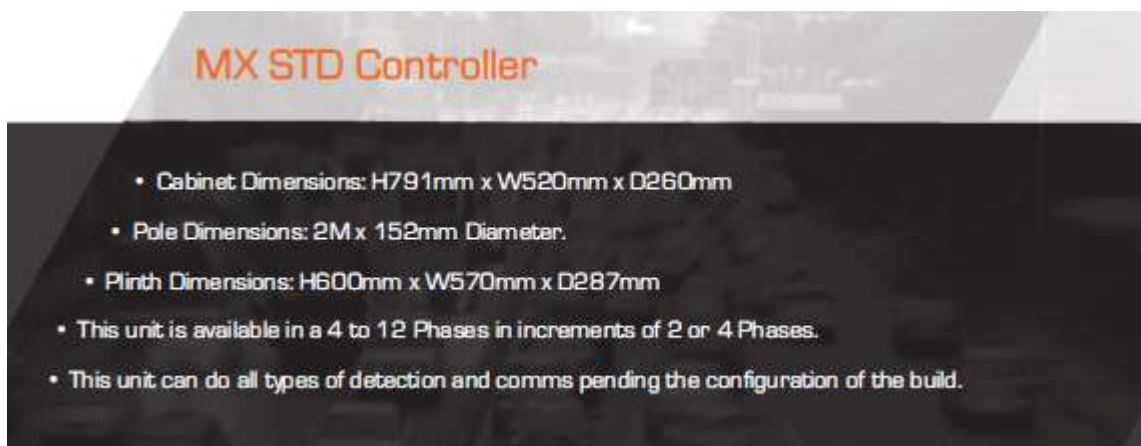 MX STD Controller
• Cabinet Dimensions: H791mm x W520mm x D260mm
• Pole Dimensions: 2M x 152mm Diameter.
• Plinth Dimensions: H600mm x W570mm x D287mm
• This unit is available in a 4 to 12 Phases in increments of 2 or 4 Phases.
• This unit can do all types of detection and comms pending the configuration of the build.